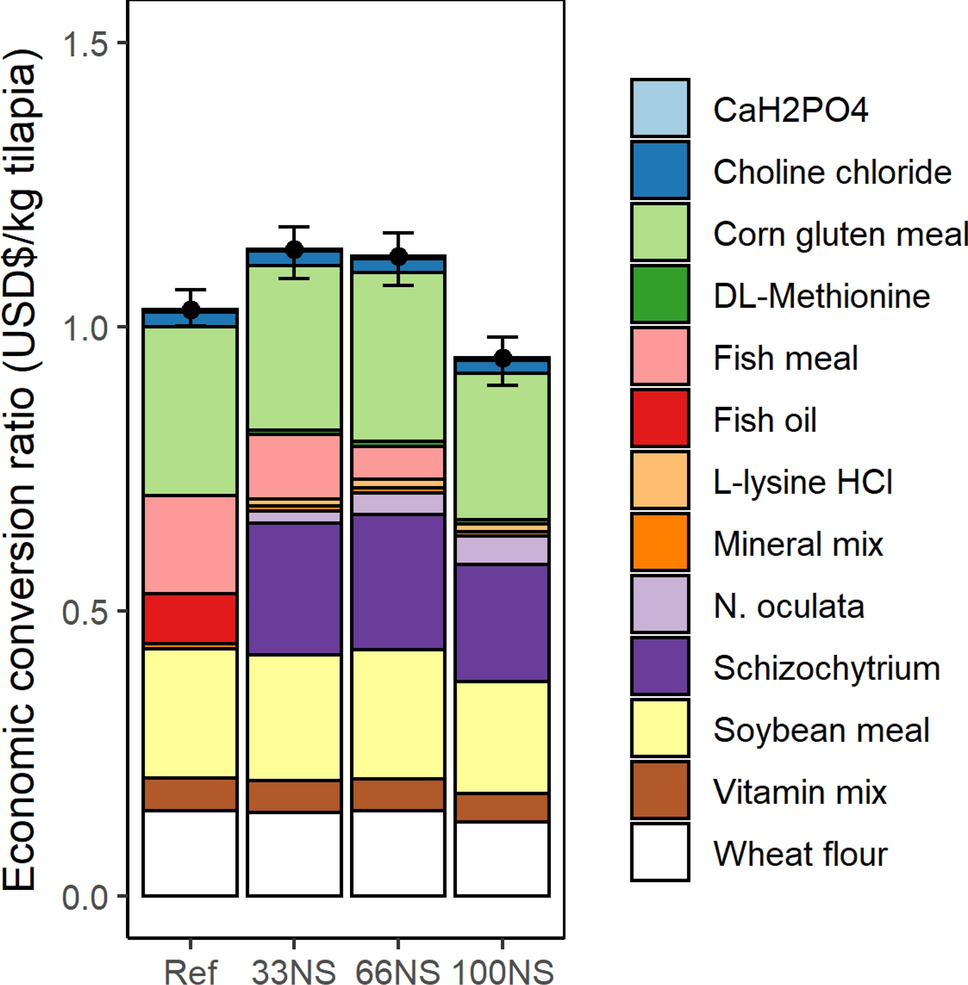 Economic conversion ratio (USD$/kg tilapia)
1.5
1.0
0.5
0.0
Ref 33NS 66NS 100NS
CaH2PO4
Choline chloride
Corn gluten meal
DL-Methionine
Fish meal
Fish oil
L-lysine HCl
Mineral mix
N. oculata
Schizochytrium
Soybean meal
Vitamin mix
Wheat flour